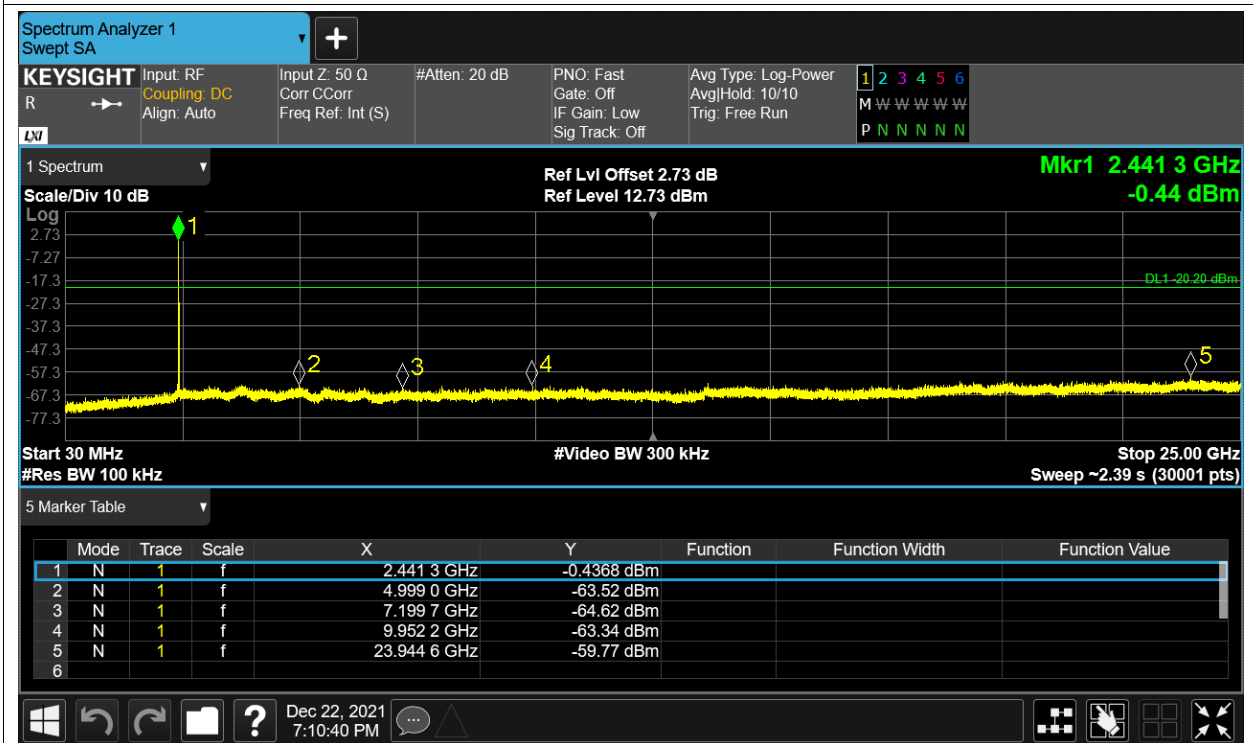 Spectrum Analyzer 1
Swept SA
+
KEYSIGHT Input: RF Input Z: 50 Ω #Atten: 20 dB PNO: Fast Avg Type: Log-Power 1 2 3 4 5 6
R Coupling: DC Corr CCorr Gate: Off Avg|Hold: 10/10 M W W W W W
Align: Auto Freq Ref: Int (S) IF Gain: Low Trig: Free Run
LXI Sig Track: Off P N N N N N
1 Spectrum
Ref Lvl Offset 2.73 dB Mkr1 2.441 3 GHz
Scale/Div 10 dB Ref Level 12.73 dBm -0.44 dBm
Log
1
2.73
-7.27
-17.3
DL1 -20.20 dBm
-27.3
-37.3
-47.3
2 3 4 5
-57.3
-67.3
-77.3
Start 30 MHz #Video BW 300 kHz Stop 25.00 GHz
#Res BW 100 kHz Sweep ~2.39 s (30001 pts)
5 Marker Table
Mode Trace Scale X Y Function Function Width Function Value
1 N 1 f 2.441 3 GHz -0.4368 dBm
2 N 1 f 4.999 0 GHz -63.52 dBm
3 N 1 f 7.199 7 GHz -64.62 dBm
4 N 1 f 9.952 2 GHz -63.34 dBm
5 N 1 f 23.944 6 GHz -59.77 dBm
6
? Dec 22, 2021
7:10:40 PM